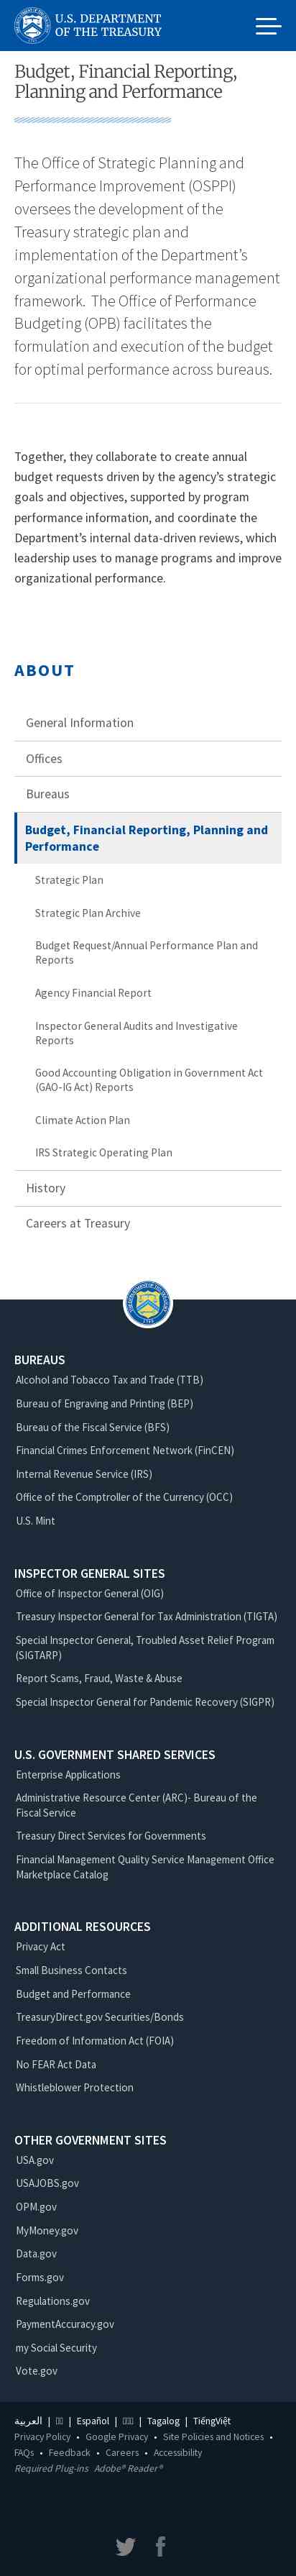 U.S. DEPARTMENT
OF THE TREASURY
Budget, Financial Reporting,
Planning and Performance
The Office of Strategic Planning and
Performance Improvement (OSPPI)
oversees the development of the
Treasury strategic plan and
implementation of the Department’s
organizational performance management
framework.  The Office of Performance
Budgeting (OPB) facilitates the
formulation and execution of the budget
for optimal performance across bureaus.
Together, they collaborate to create annual
budget requests driven by the agency’s strategic
goals and objectives, supported by program
performance information, and coordinate the
Department’s internal data-driven reviews, which
leadership uses to manage programs and improve
organizational performance.
ABOUT
General Information
Offices
Bureaus
Budget, Financial Reporting, Planning and
Performance
Strategic Plan
Strategic Plan Archive
Budget Request/Annual Performance Plan and
Reports
Agency Financial Report
Inspector General Audits and Investigative
Reports
Good Accounting Obligation in Government Act
(GAO-IG Act) Reports
Climate Action Plan
IRS Strategic Operating Plan
History
Careers at Treasury
BUREAUS
Alcohol and Tobacco Tax and Trade (TTB)
Bureau of Engraving and Printing (BEP)
Bureau of the Fiscal Service (BFS)
Financial Crimes Enforcement Network (FinCEN)
Internal Revenue Service (IRS)
Office of the Comptroller of the Currency (OCC)
U.S. Mint
INSPECTOR GENERAL SITES
Office of Inspector General (OIG)
Treasury Inspector General for Tax Administration (TIGTA)
Special Inspector General, Troubled Asset Relief Program
(SIGTARP)
Report Scams, Fraud, Waste & Abuse
Special Inspector General for Pandemic Recovery (SIGPR)
U.S. GOVERNMENT SHARED SERVICES
Enterprise Applications
Administrative Resource Center (ARC)- Bureau of the
Fiscal Service
Treasury Direct Services for Governments
Financial Management Quality Service Management Office
Marketplace Catalog
ADDITIONAL RESOURCES
Privacy Act
Small Business Contacts
Budget and Performance
TreasuryDirect.gov Securities/Bonds
Freedom of Information Act (FOIA)
No FEAR Act Data
Whistleblower Protection
OTHER GOVERNMENT SITES
USA.gov
USAJOBS.gov
OPM.gov
MyMoney.gov
Data.gov
Forms.gov
Regulations.gov
PaymentAccuracy.gov
my Social Security
Vote.gov
العربية | | Español | | Tagalog | TiếngViệt
Privacy Policy • Google Privacy • Site Policies and Notices •
FAQs • Feedback • Careers • Accessibility
Required Plug-ins Adobe® Reader®